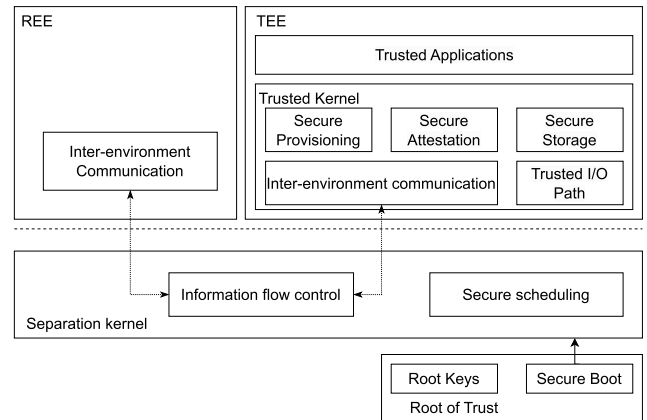 REE
TEE
Trusted Applications
Trusted Kernel
Secure
Provisioning
Secure
Attestation
Secure
Storage
Inter-environment
Communication
Inter-environment communication
Trusted I/O
Path
Information flow control
Secure scheduling
Separation kernel
Root Keys
Secure Boot
Root of Trust